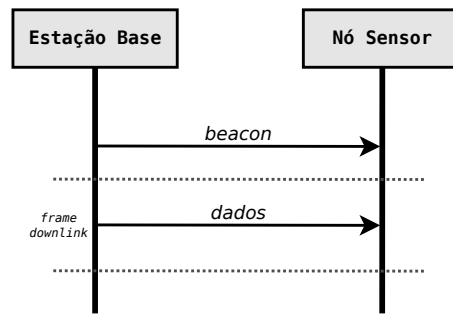 Estação Base
Nó Sensor
beacon
dados
frame
downlink